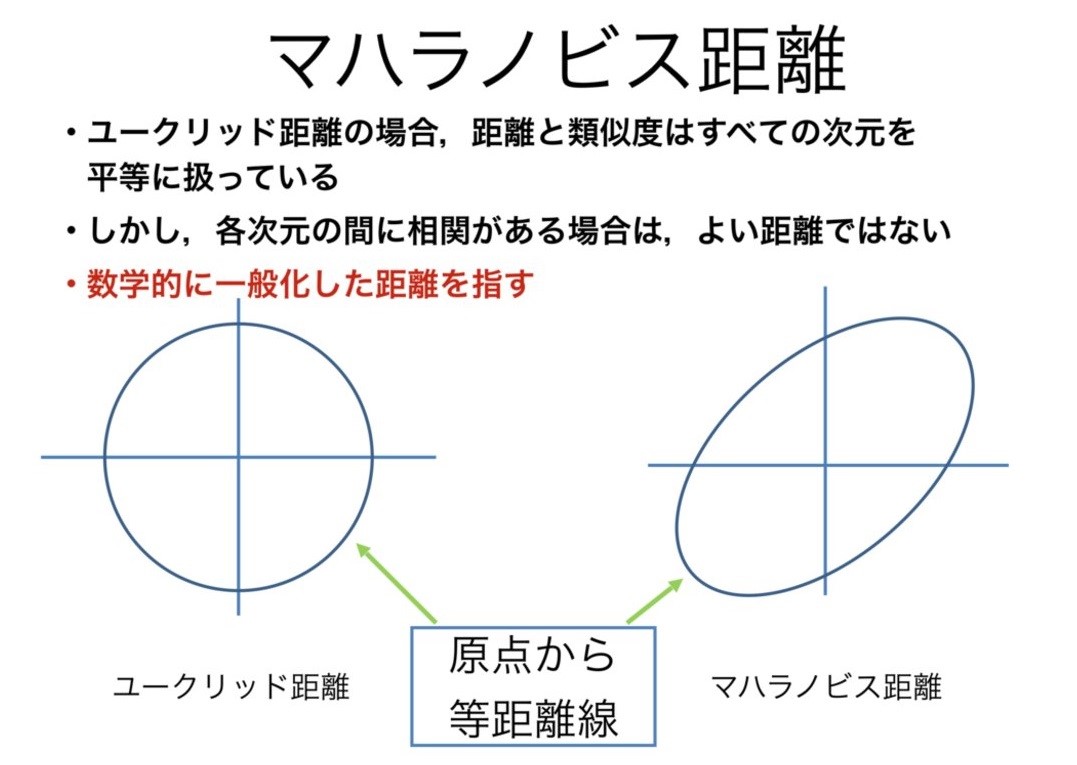 マハラノビス距離
・ユークリッド距離の場合，距離と類似度はすべての次元を
平等に扱っている
・しかし，各次元の間に相関がある場合は，よい距離ではない
・数学的に一般化した距離を指す
原点から
等距離線
ユークリッド距離
マハラノビス距離